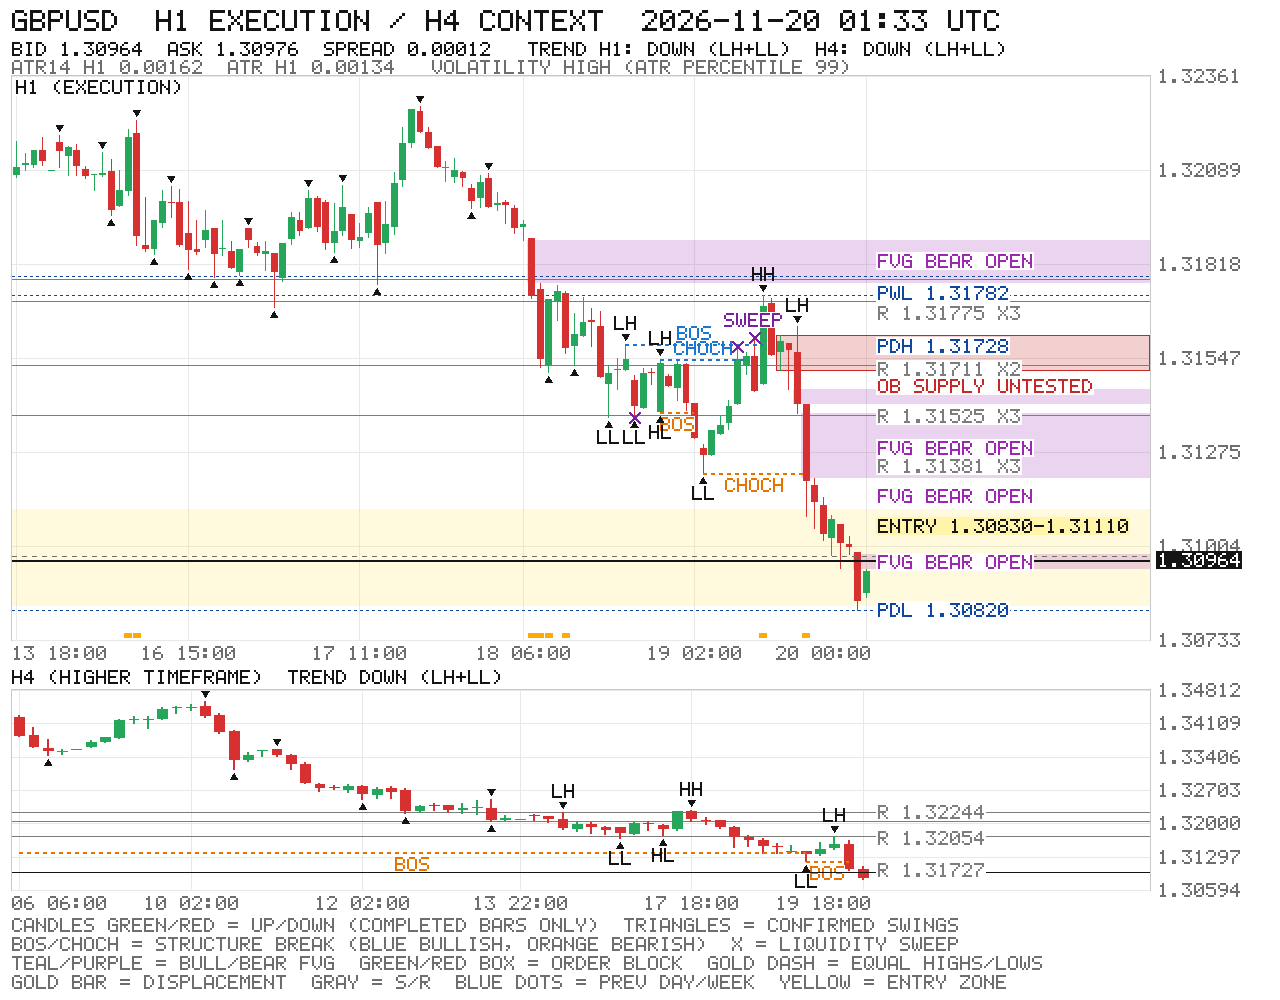 GBPUSD H1 EXECUTION / H4 CONTEXT 2026-11-20 01:33 UTC
BID 1.30964 ASK 1.30976 SPREAD 0.00012 TREND H1: DOWN (LH+LL) H4: DOWN (LH+LL)
ATR14 H1 0.00162 ATR H1 0.00134 VOLATILITY HIGH (ATR PERCENTILE 99)
1.32361
H1 (EXECUTION)
1.32089
FVG BEAR OPEN
1.31818
HH
PWL 1.31782
LH
R 1.31775 X3
LH
SWEEP
BOS
LH
CHOCH
PDH 1.31728
1.31547
R 1.31711 X2
OB SUPPLY UNTESTED
R 1.31525 X3
BOS
LL
LL
HL
FVG BEAR OPEN
1.31275
R 1.31381 X3
CHOCH
LL
FVG BEAR OPEN
ENTRY 1.30830-1.31110
1.31004
1.30964
FVG BEAR OPEN
PDL 1.30820
1.30733
13 18:00 16 15:00 17 11:00 18 06:00 19 02:00 20 00:00
H4 (HIGHER TIMEFRAME) TREND DOWN (LH+LL)
1.34812
1.34109
1.33406
1.32703
LH
HH
R 1.32244
LH
1.32000
R 1.32054
LL
HL
1.31297
BOS
BOS
R 1.31727
LL
1.30594
06 06:00 10 02:00 12 02:00 13 22:00 17 18:00 19 18:00
CANDLES GREEN/RED = UP/DOWN (COMPLETED BARS ONLY) TRIANGLES = CONFIRMED SWINGS
BOS/CHOCH = STRUCTURE BREAK (BLUE BULLISH, ORANGE BEARISH) X = LIQUIDITY SWEEP
TEAL/PURPLE = BULL/BEAR FVG GREEN/RED BOX = ORDER BLOCK GOLD DASH = EQUAL HIGHS/LOWS
GOLD BAR = DISPLACEMENT GRAY = S/R BLUE DOTS = PREV DAY/WEEK YELLOW = ENTRY ZONE